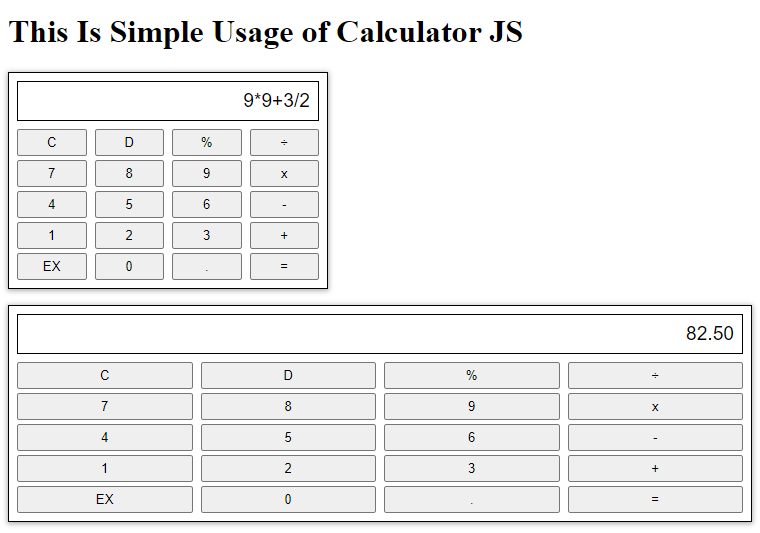 This Is Simple Usage of Calculator JS
9*9+3/2
C D % ÷
7 8 9 x
4 5 6 -
1 2 3 +
EX 0 . =
82.50
C D % ÷
7 8 9 x
4 5 6 -
1 2 3 +
EX 0 . =